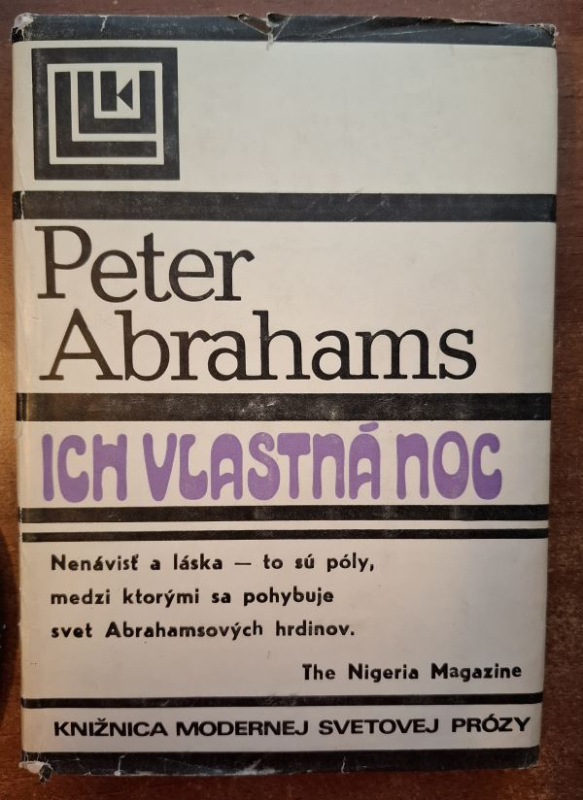 Peter
Abrahams
ICH VLASTNÁ NOC
Nenávisť a láska — to sú póly,
medzi ktorými sa pohybuje
svet Abrahamsových hrdinov.
The Nigeria Magazine
KNIŽNICA MODERNEJ SVETOVEJ PRÓZY